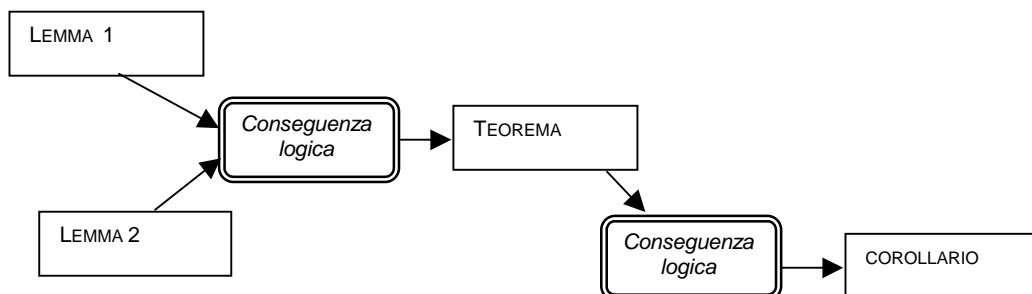 LEMMA 1
Conseguenza
logica
TEOREMA
LEMMA 2
Conseguenza
logica
COROLLARIO